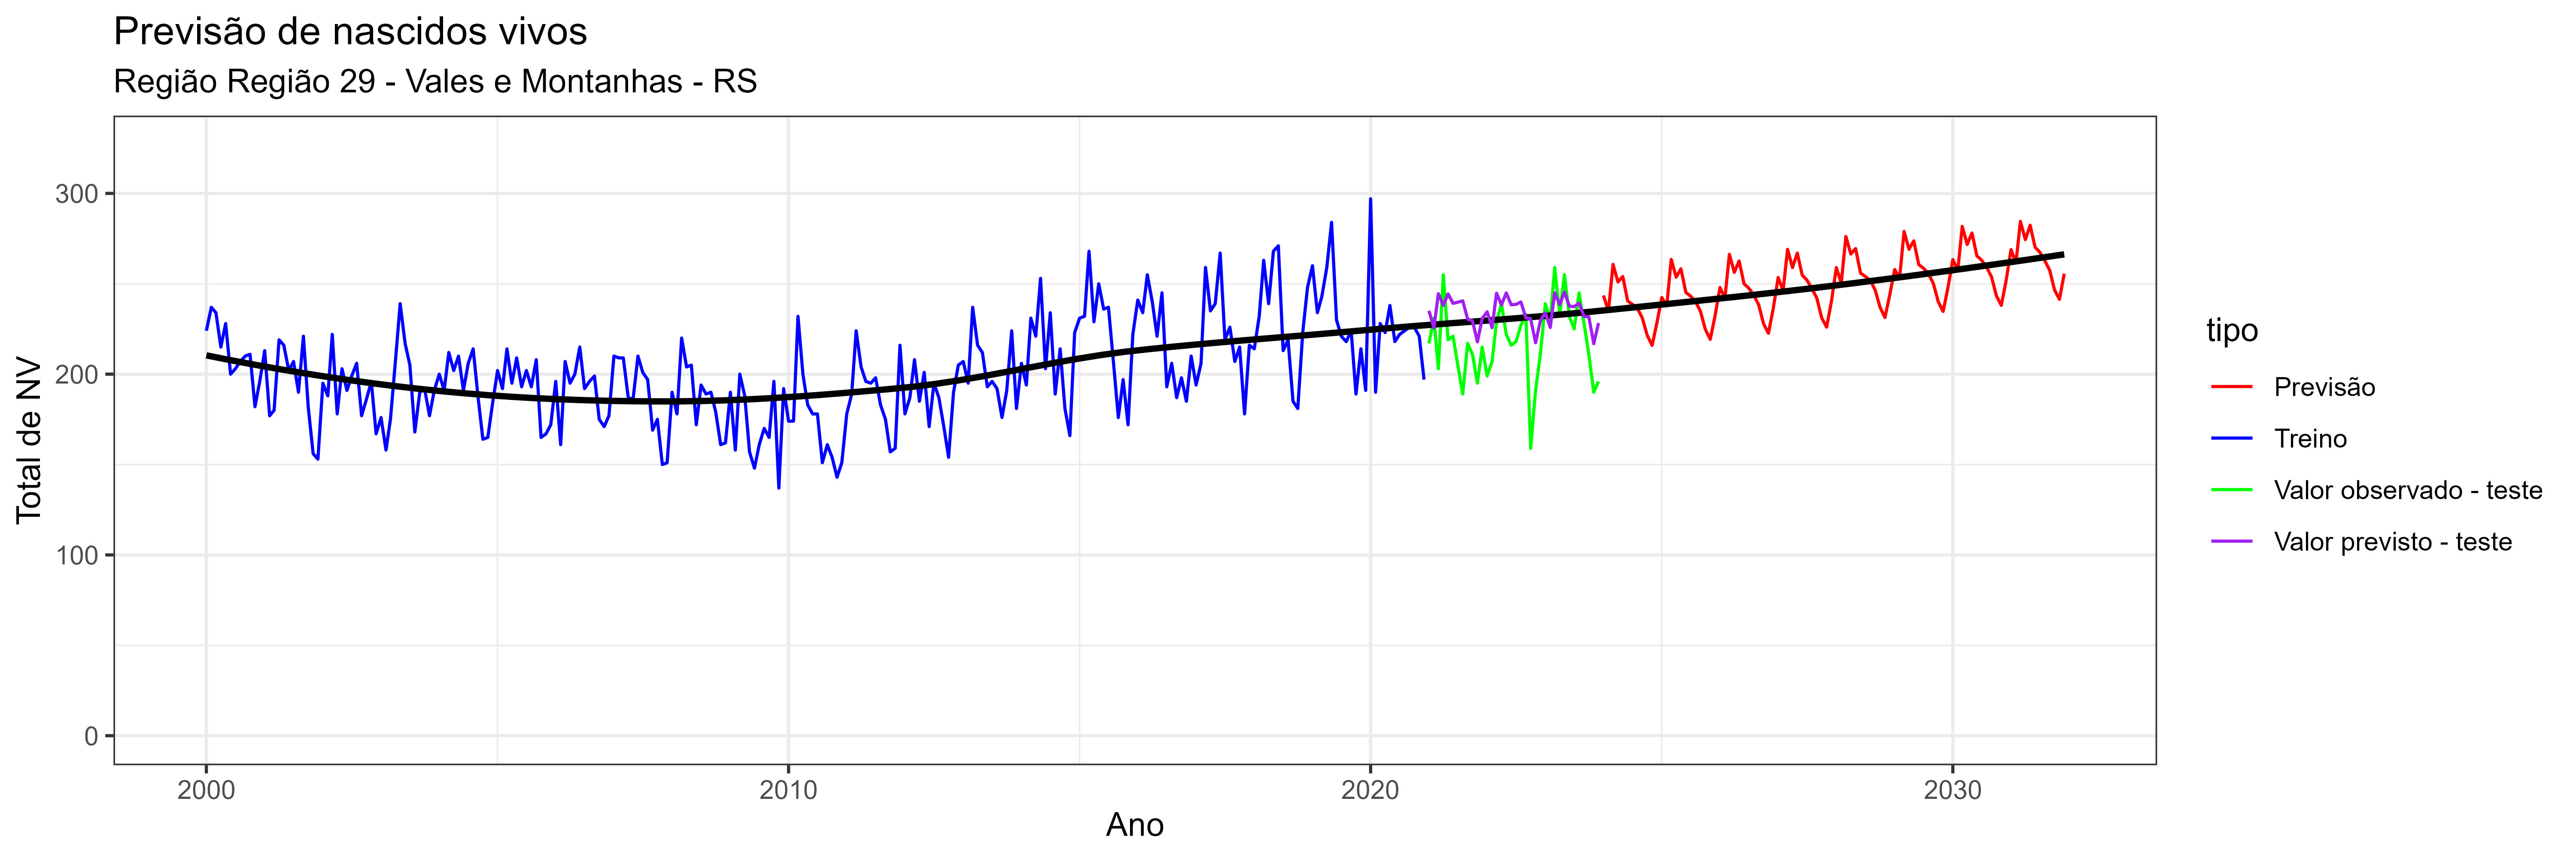 Previsão de nascidos vivos
Região Região 29 - Vales e Montanhas - RS
Total de NV
300
200
100
0
2000
2010
2020
2030
Ano
tipo
Previsão
Treino
Valor observado - teste
Valor previsto - teste